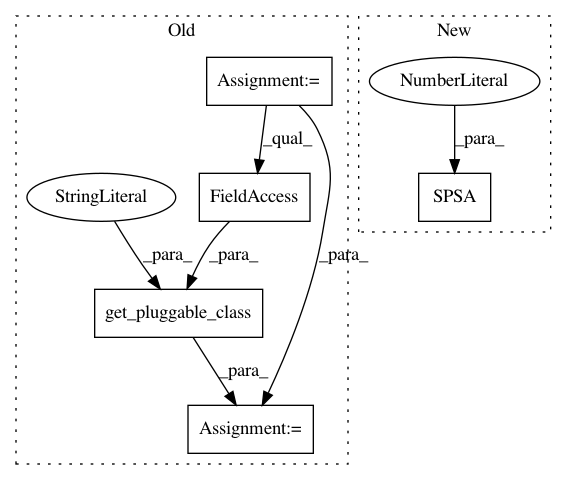 Old
New
Assignment:=
NumberLiteral
_qual_
_para_
StringLiteral
FieldAccess
SPSA
_para_
_para_
_para_
get_pluggable_class
_para_
Assignment:=